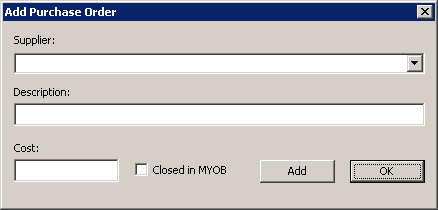 Add Purchase Order
Supplier:
Description:
Cost:
Closed in MYOB
Add
OK